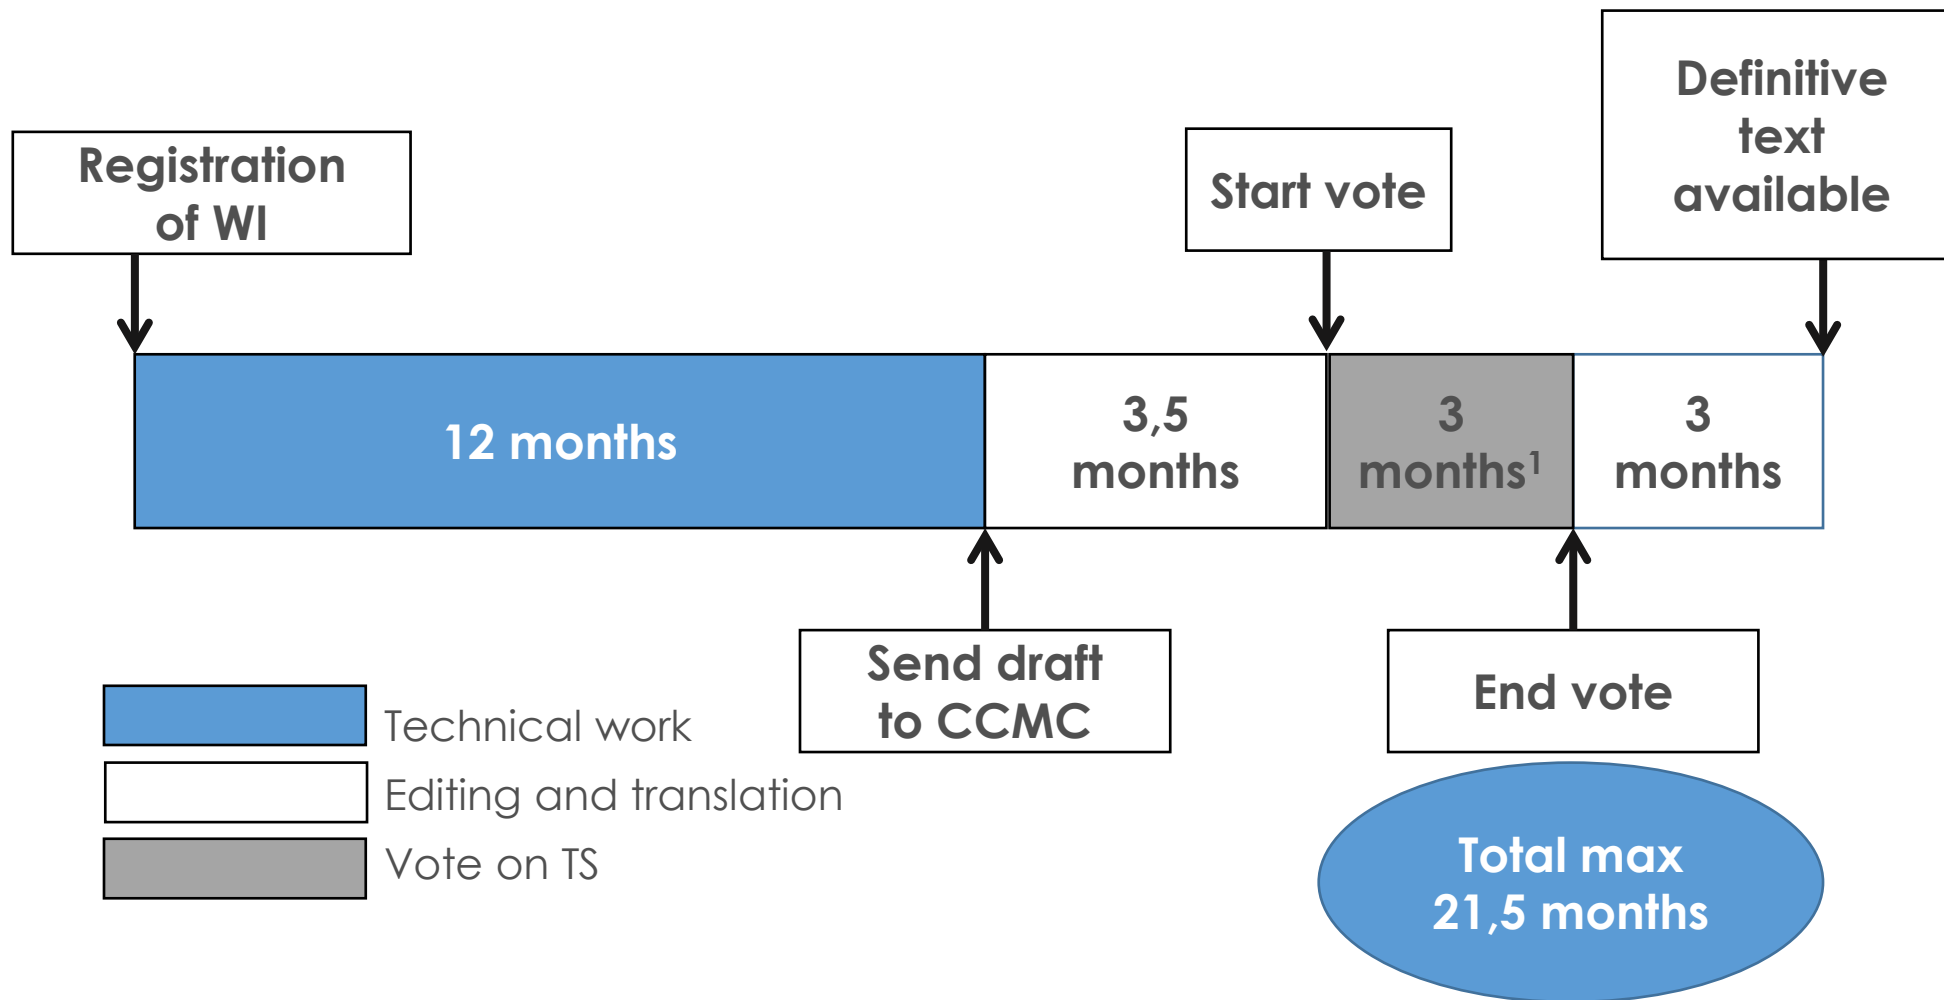 Registration
of WI
Start vote
Definitive
text
available
12 months
3,5
months
3
months¹
3
months
Send draft
to CCMC
End vote
Technical work
Editing and translation
Vote on TS
Total max
21,5 months